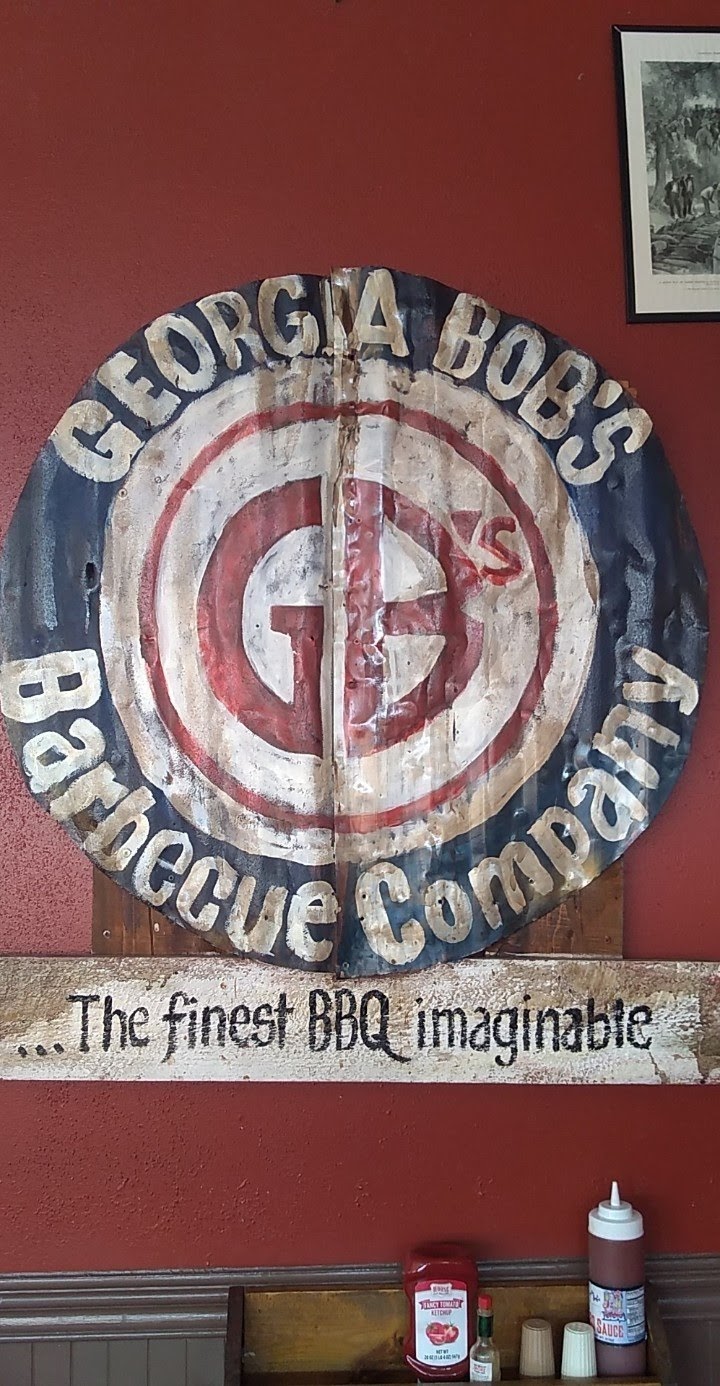 GEORGIA BOB'S
GB's
Barbecue Company
...The finest BBQ imaginable
FANCY TOMATO
KETCHUP
SAUCE